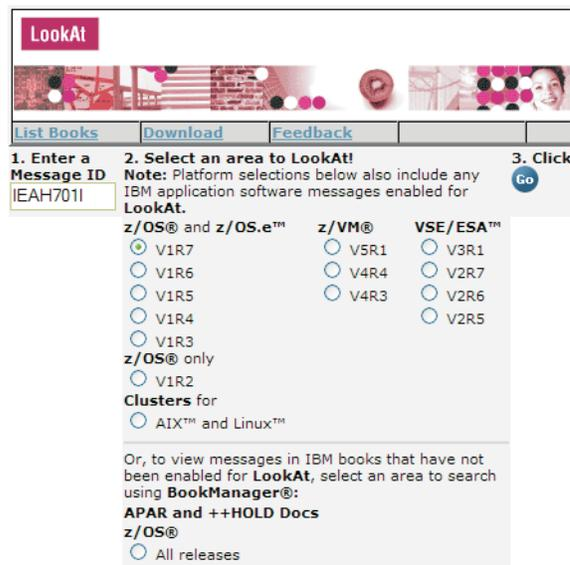 LookAt
List Books Download Feedback
1. Enter a Message ID
IEAH701I
2. Select an area to LookAt!
Note: Platform selections below also include any
IBM application software messages enabled for
LookAt.
3. Click
Go
z/OS® and z/OS.e™ z/VM® VSE/ESA™
V1R7 V5R1 V3R1
V1R6 V4R4 V2R7
V1R5 V4R3 V2R6
V1R4 V2R5
V1R3
z/OS® only
V1R2
Clusters for
AIX™ and Linux™
Or, to view messages in IBM books that have not
been enabled for LookAt, select an area to search
using BookManager®:
APAR and ++HOLD Docs
z/OS®
All releases